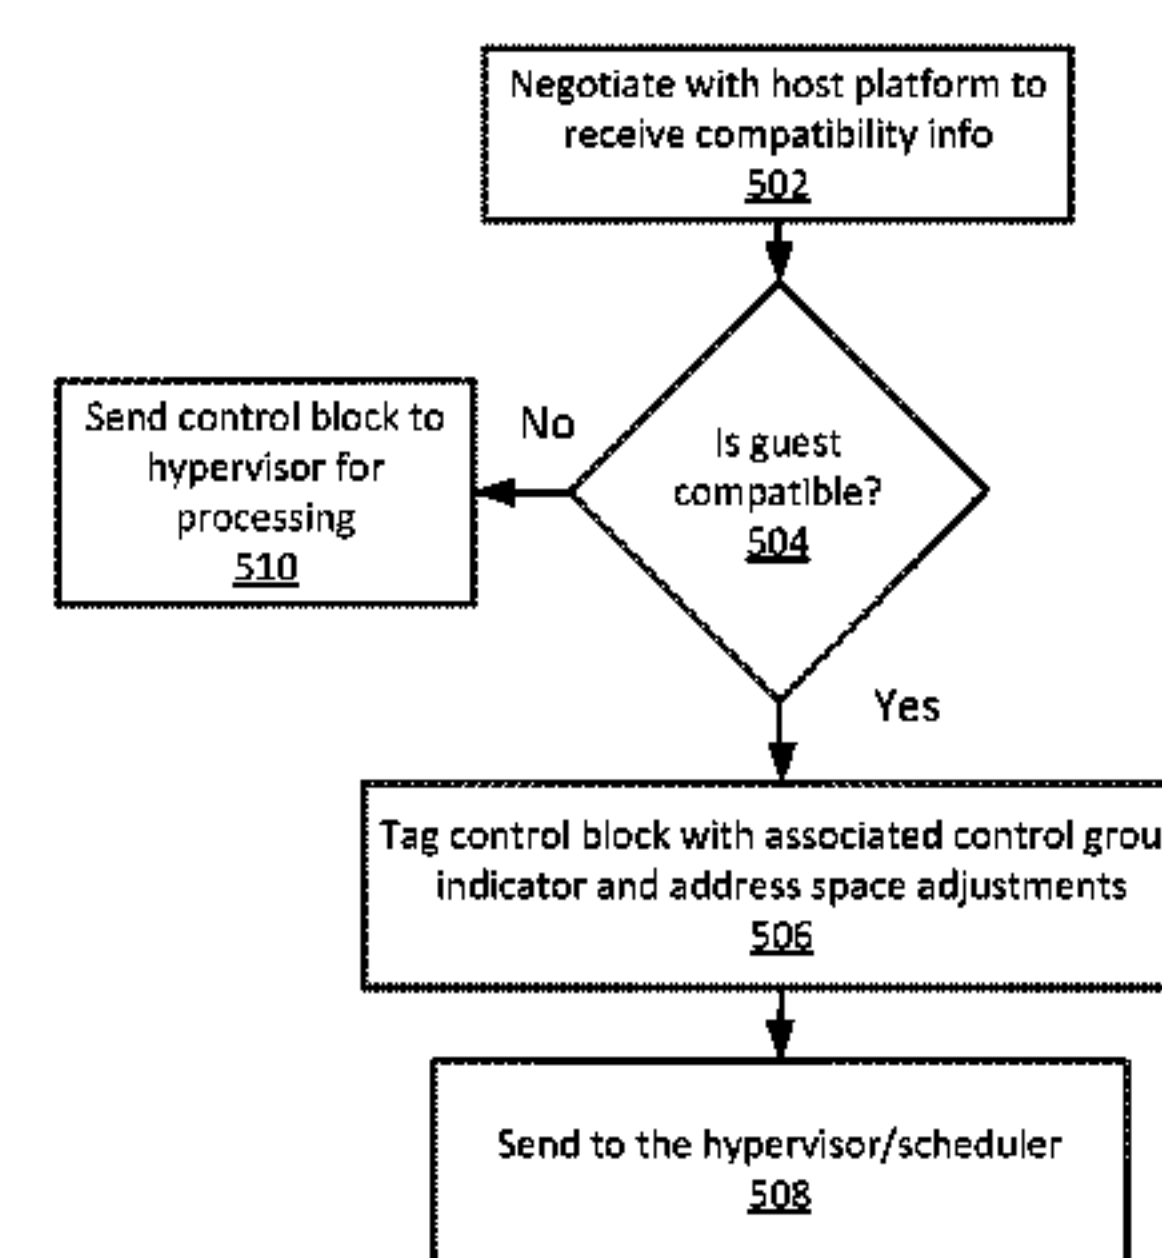 Negotiate with host platform to
receive compatibility info
502
Send control block to
hypervisor for
processing
510
No
Is guest
compatible?
504
Yes
Tag control block with associated control grou
indicator and address space adjustments
506
Send to the hypervisor/scheduler
508